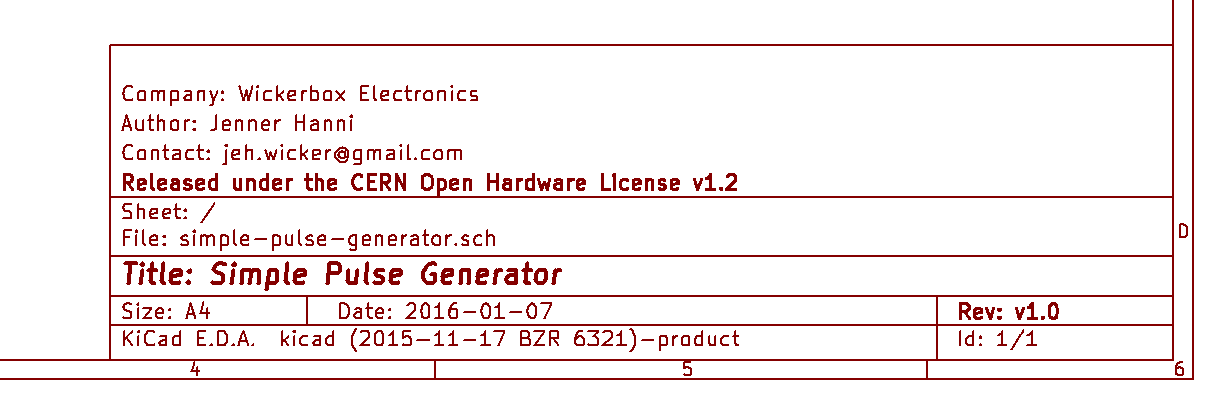 Company: Wickerbox Electronics
Author: Jenner Hanni
Contact: jeh.wicker@gmail.com
Released under the CERN Open Hardware License v1.2
Sheet: /
File: simple-pulse-generator.sch
D
Title: Simple Pulse Generator
Size: A4 Date: 2016-01-07 Rev: v1.0
KiCad E.D.A. kicad (2015-11-17 BZR 6321)-product Id: 1/1
4 5 6